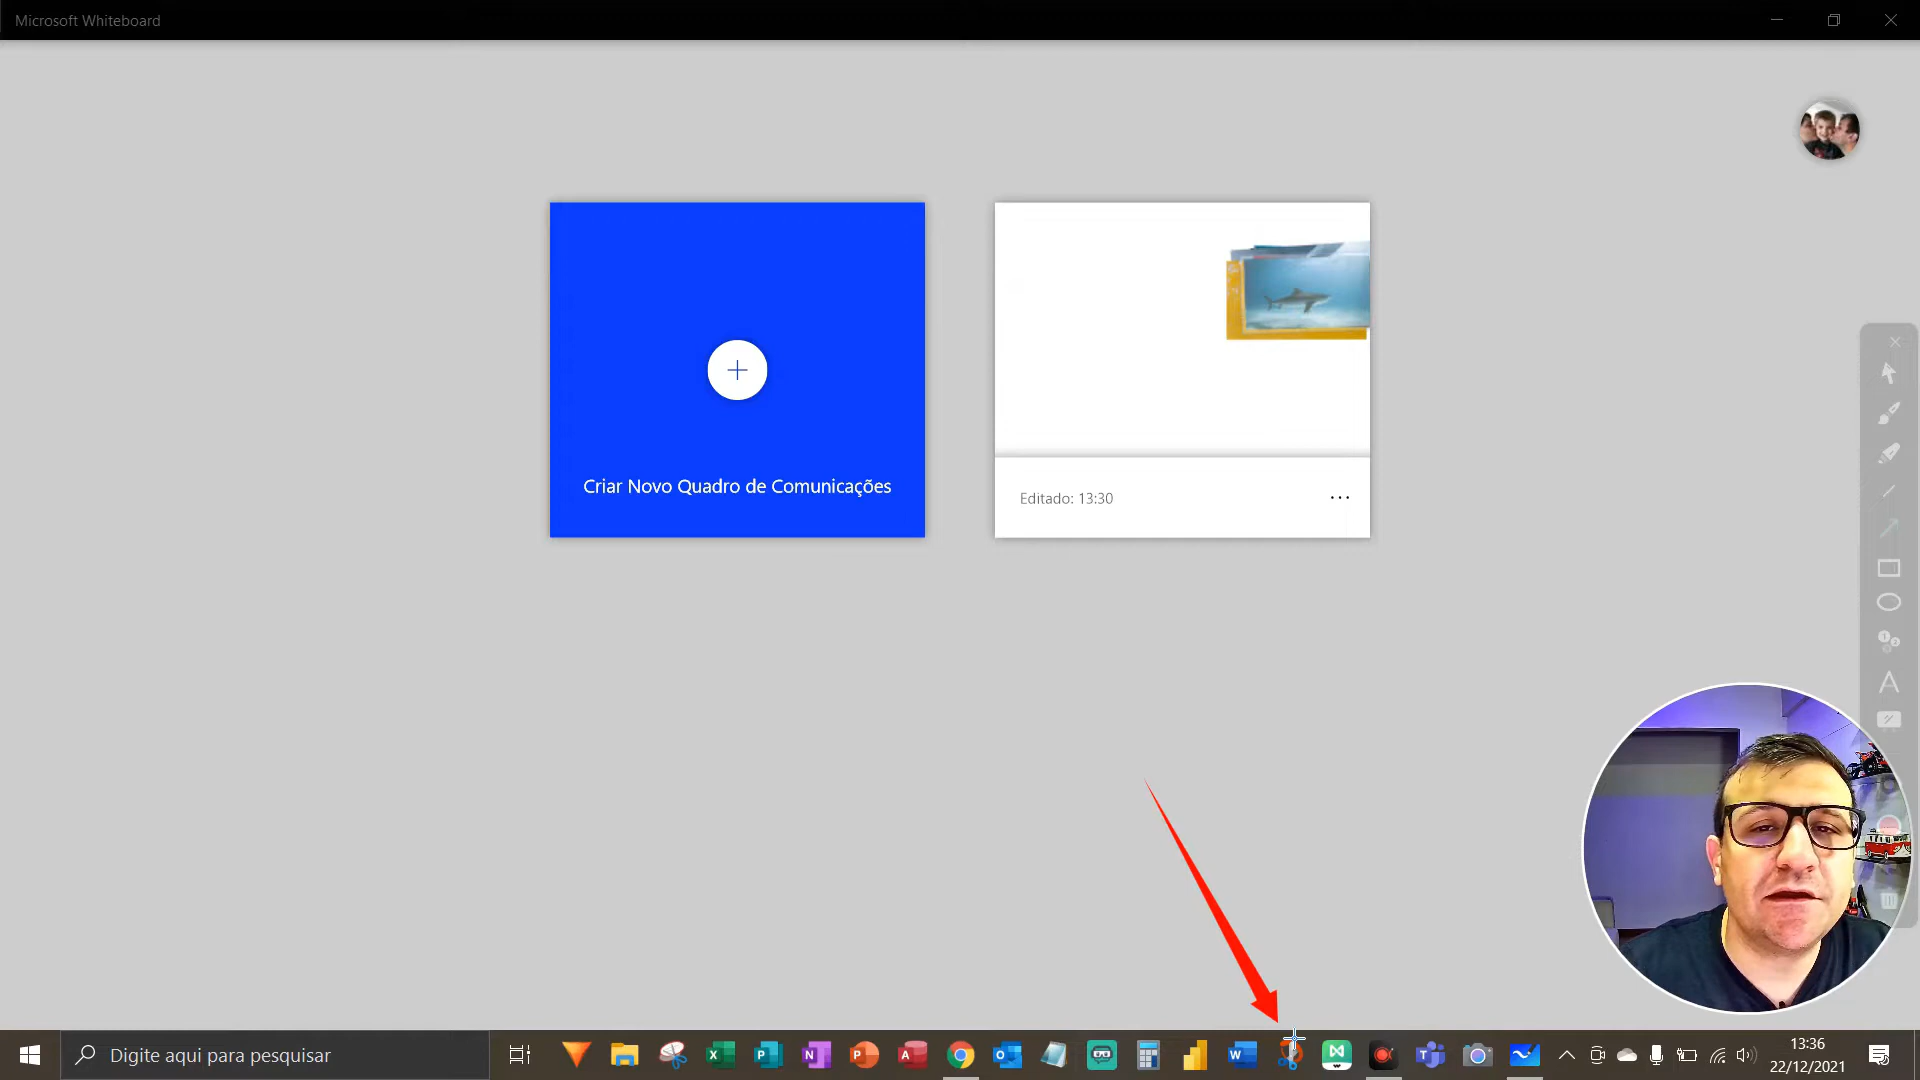 Microsoft Whiteboard
Criar Novo Quadro de Comunicações
Editado: 13:30
Digite aqui para pesquisar
13:36
22/12/2021